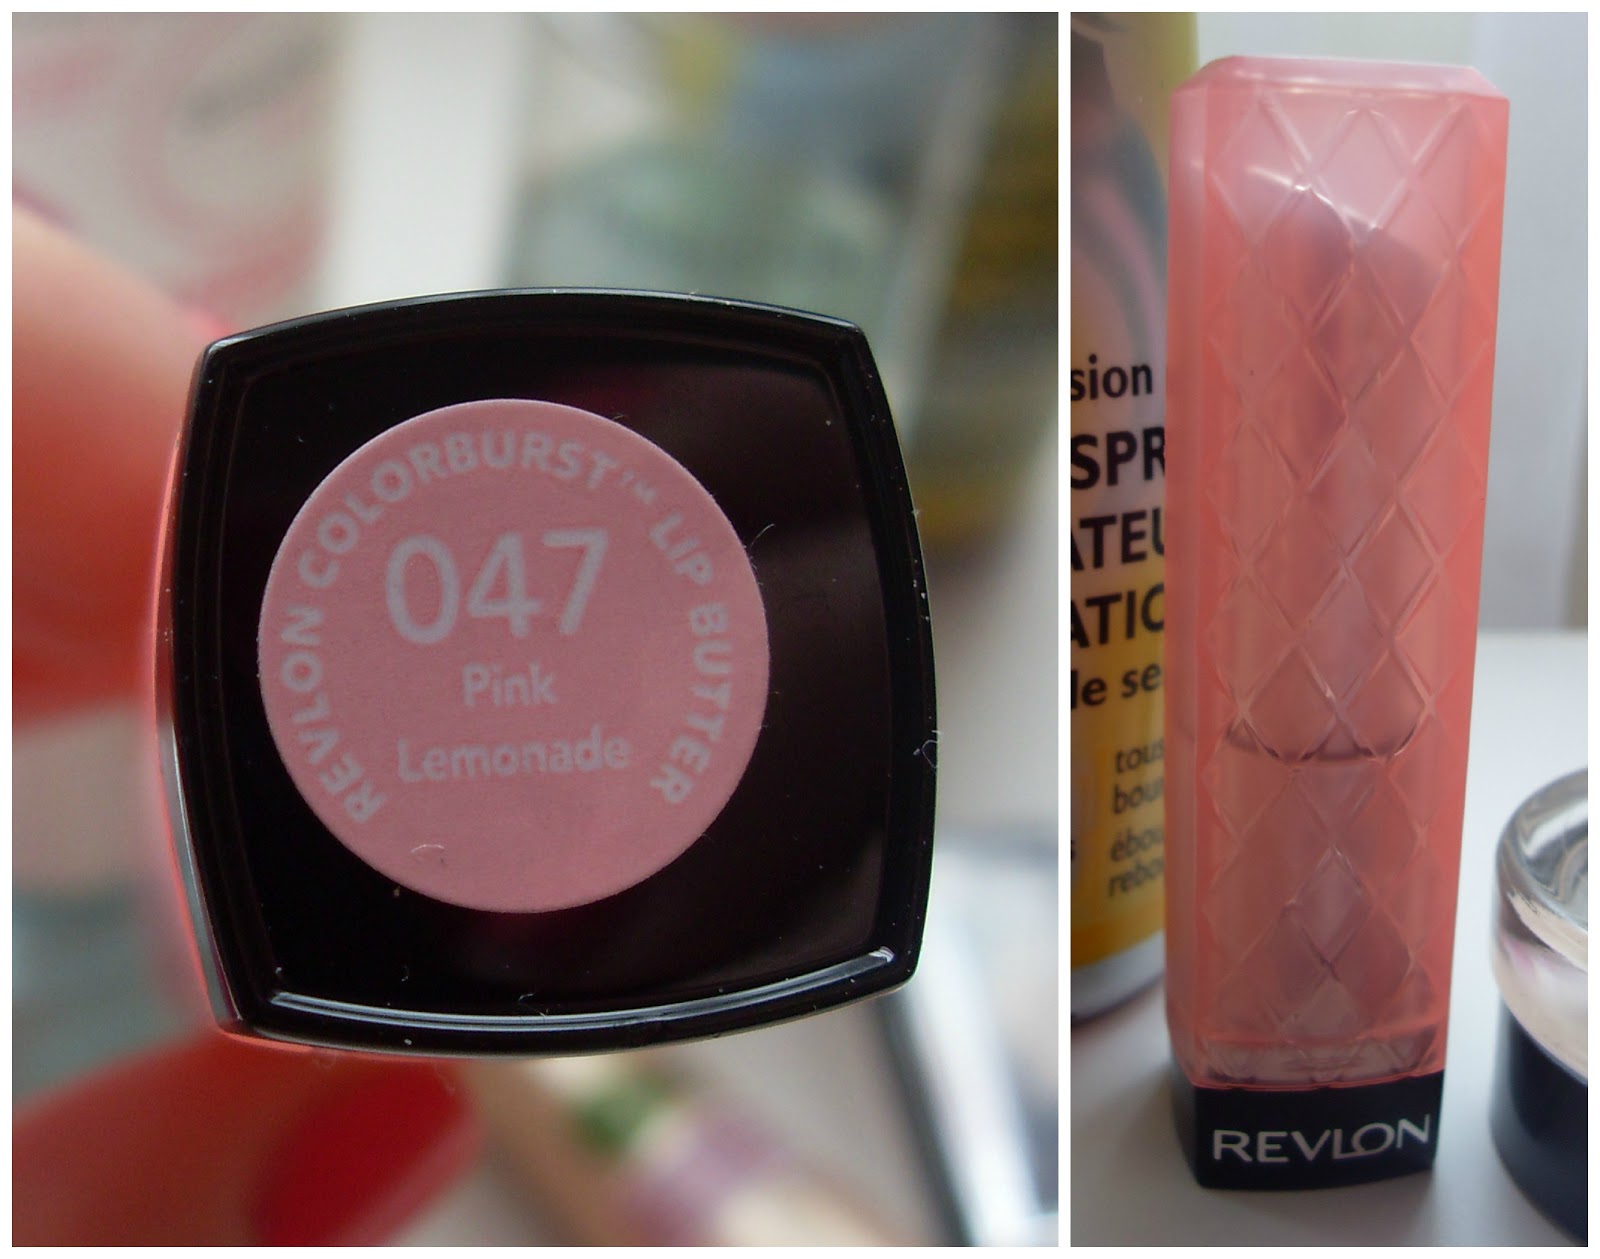 REVLON COLORBURST™ LIP BUTTER
047
Pink
Lemonade
sion
SPR
ATEU
ATIC
le se
tous
bou
ébou
rebo
REVLON